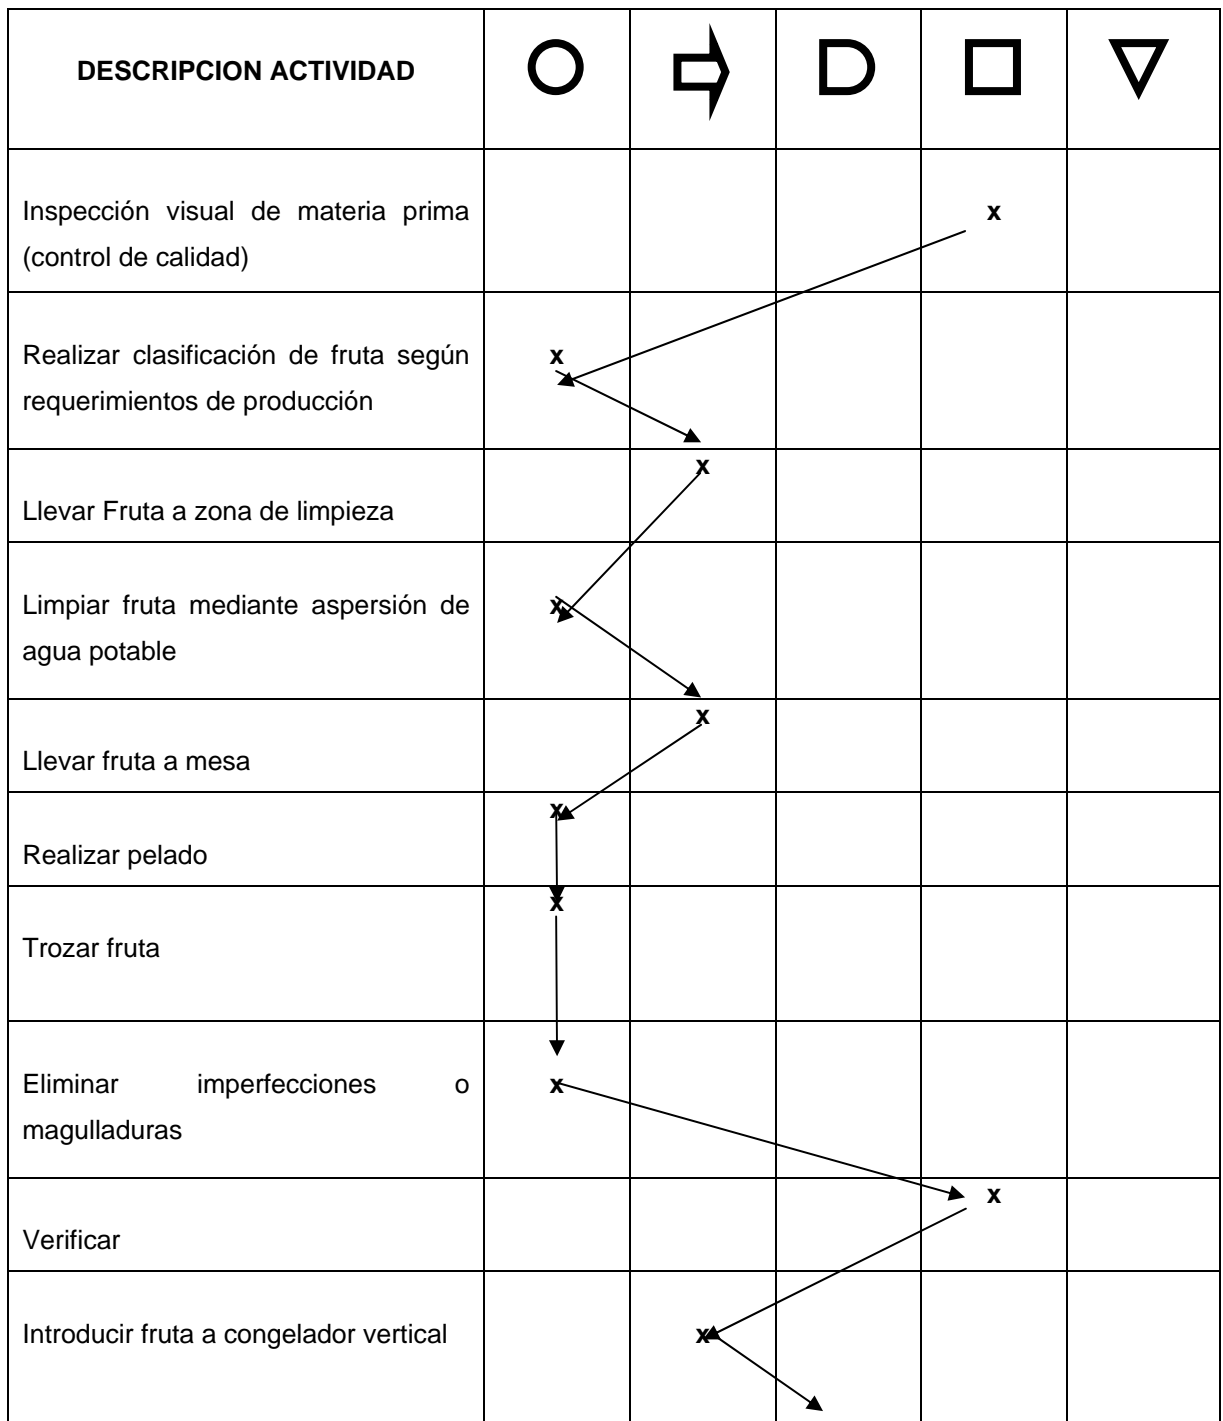 DESCRIPCION ACTIVIDAD
Inspección visual de materia prima
(control de calidad)
x
Realizar clasificación de fruta según
requerimientos de producción
x
Llevar Fruta a zona de limpieza
x
Limpiar fruta mediante aspersión de
agua potable
x
Llevar fruta a mesa
x
Realizar pelado
x
Trozar fruta
x
Eliminar imperfecciones o
magulladuras
x
Verificar
x
Introducir fruta a congelador vertical
x